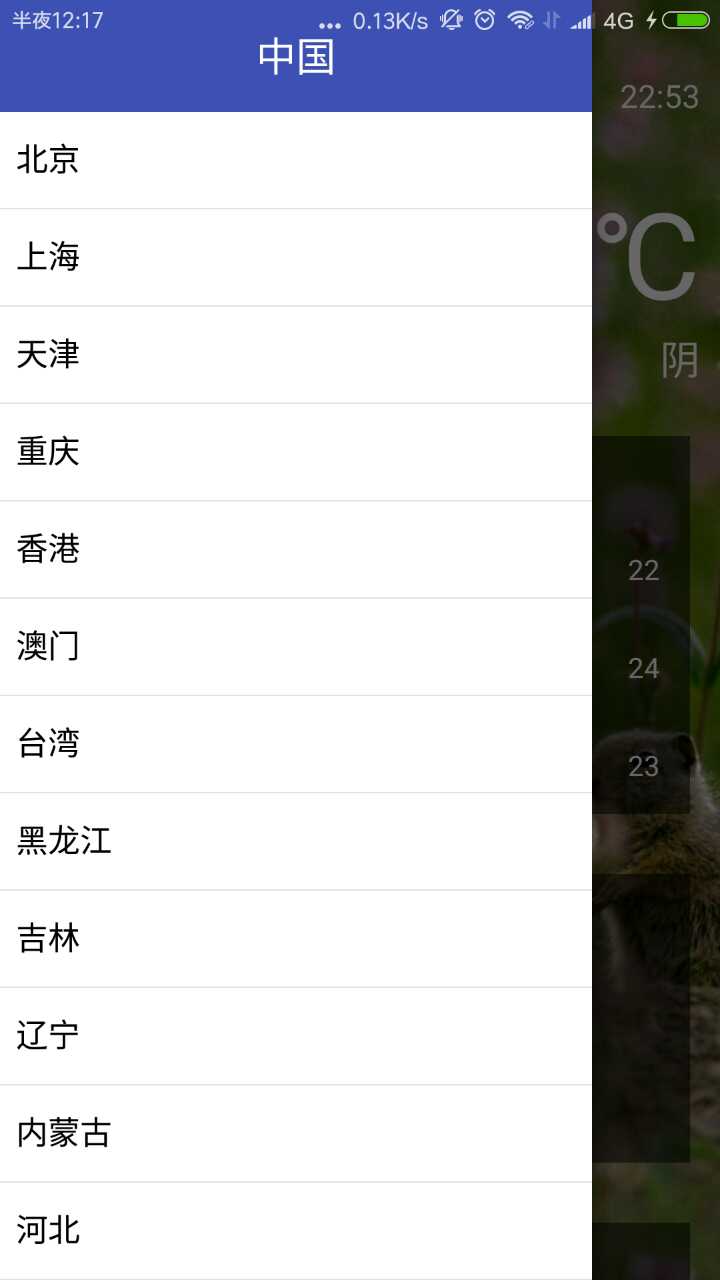 半夜12:17 ... 0.13K/s 4G
中国
22:53
℃
阴
北京
上海
天津
重庆
香港
澳门
台湾
黑龙江
吉林
辽宁
内蒙古
河北
22
24
23